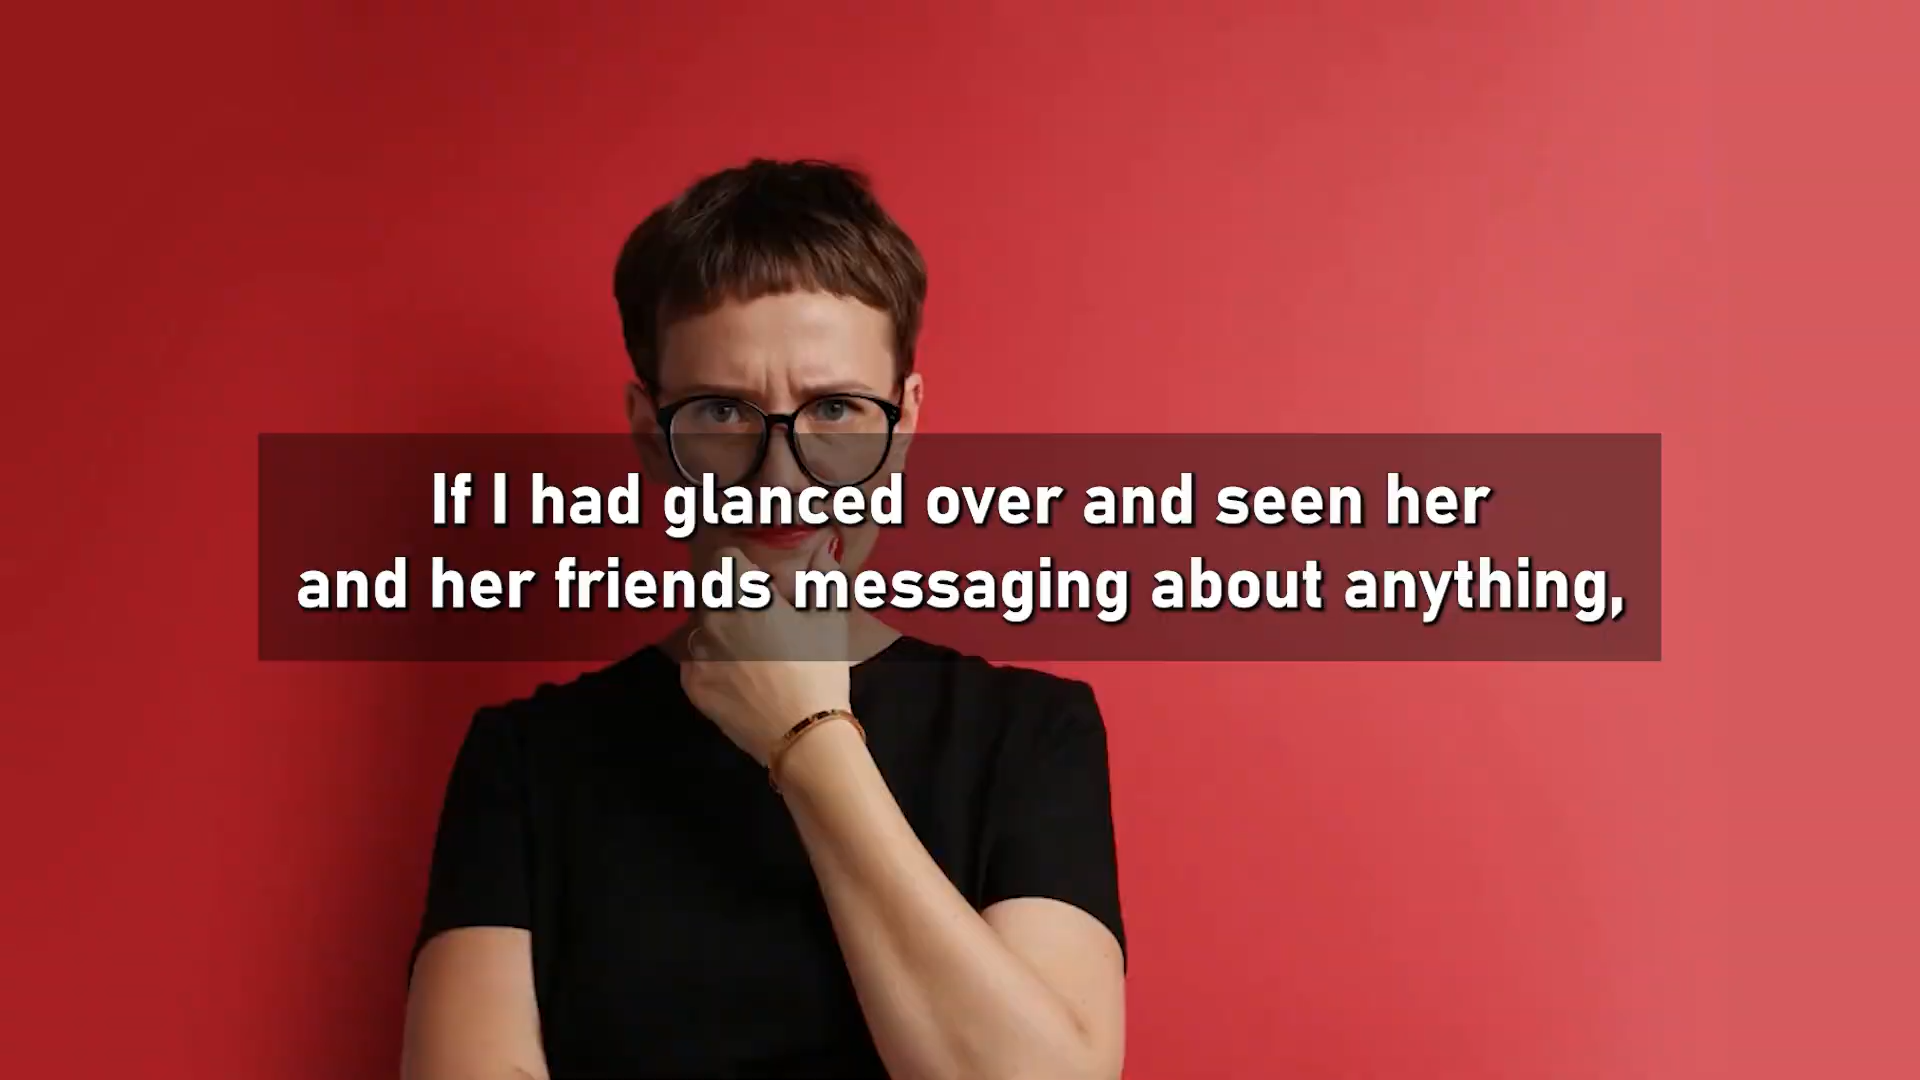 If I had glanced over and seen her
and her friends messaging about anything,